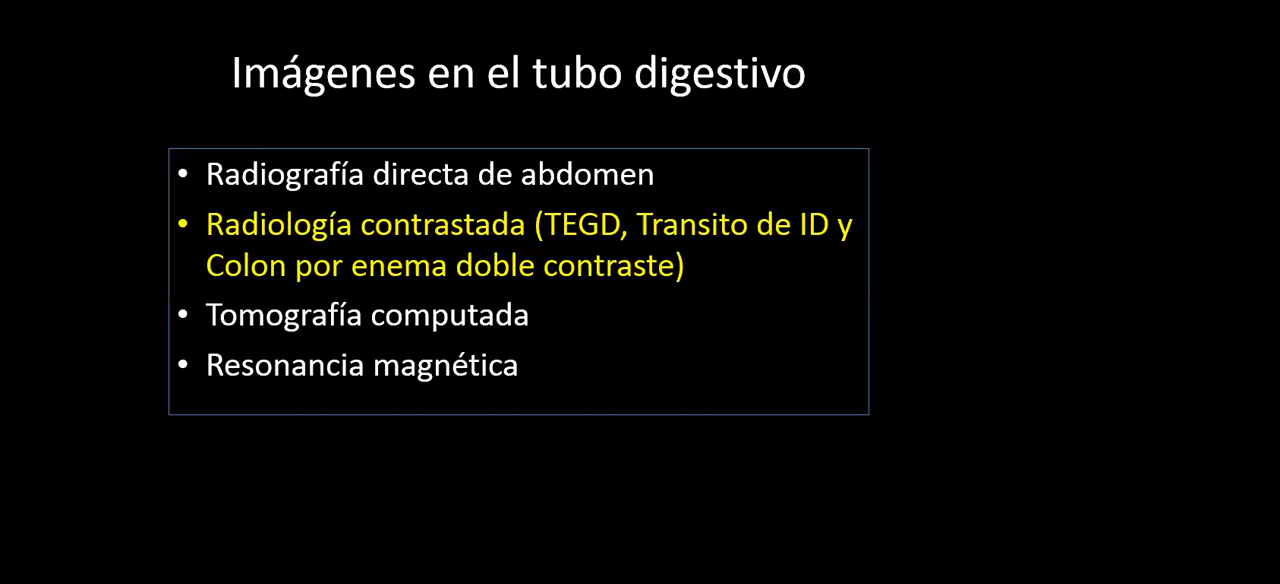 Imágenes en el tubo digestivo
• Radiografía directa de abdomen
• Radiología contrastada (TEGD, Transito de ID y
Colon por enema doble contraste)
• Tomografía computada
• Resonancia magnética